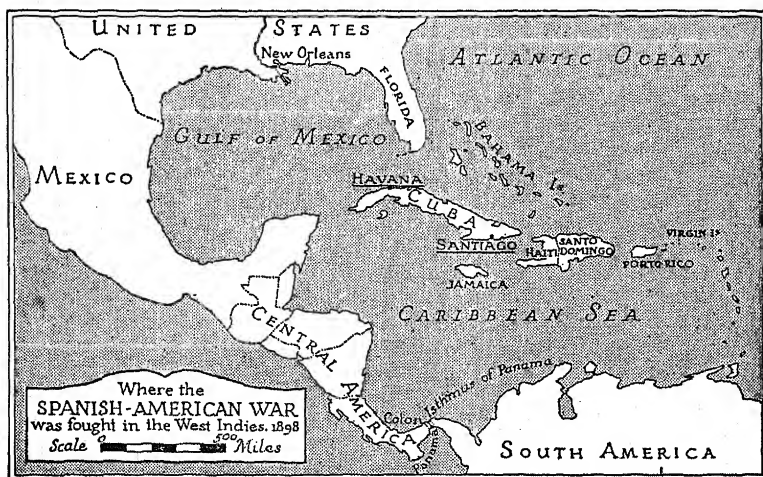 UNITED STATES
New Orleans
ATLANTIC OCEAN
FLORIDA
GULF OF MEXICO
BAHAMA Is.
MEXICO
HAVANA
CUBA
SANTIAGO
HAITI
SANTO
DOMINGO
VIRGIN Is.
PORTO RICO
JAMAICA
CARIBBEAN SEA
CENTRAL AMERICA
Isthmus of Panama
Colon
Panama
SOUTH AMERICA
Where the
SPANISH-AMERICAN WAR
was fought in the West Indies. 1898
Scale 0 500 Miles